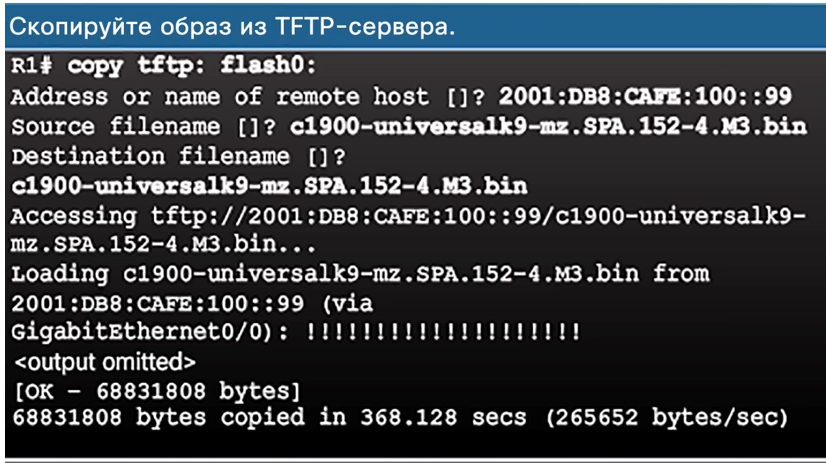 Скопируйте образ из TFTP-сервера.
R1# copy tftp: flash0:
Address or name of remote host []? 2001:DB8:CAFE:100::99
Source filename []? c1900-universalk9-mz.SPA.152-4.M3.bin
Destination filename []?
c1900-universalk9-mz.SPA.152-4.M3.bin
Accessing tftp://2001:DB8:CAFE:100::99/c1900-universalk9-
mz.SPA.152-4.M3.bin...
Loading c1900-universalk9-mz.SPA.152-4.M3.bin from
2001:DB8:CAFE:100::99 (via
GigabitEthernet0/0): !!!!!!!!!!!!!!!!!!!!!
<output omitted>
[OK - 68831808 bytes]
68831808 bytes copied in 368.128 secs (265652 bytes/sec)